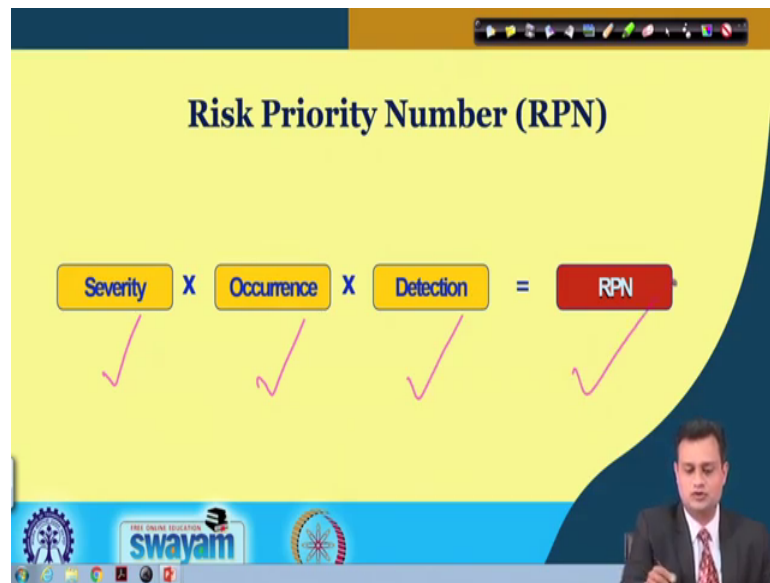 Risk Priority Number (RPN)
Severity X Occurrence X Detection = RPN
FREE ONLINE EDUCATION
swayam